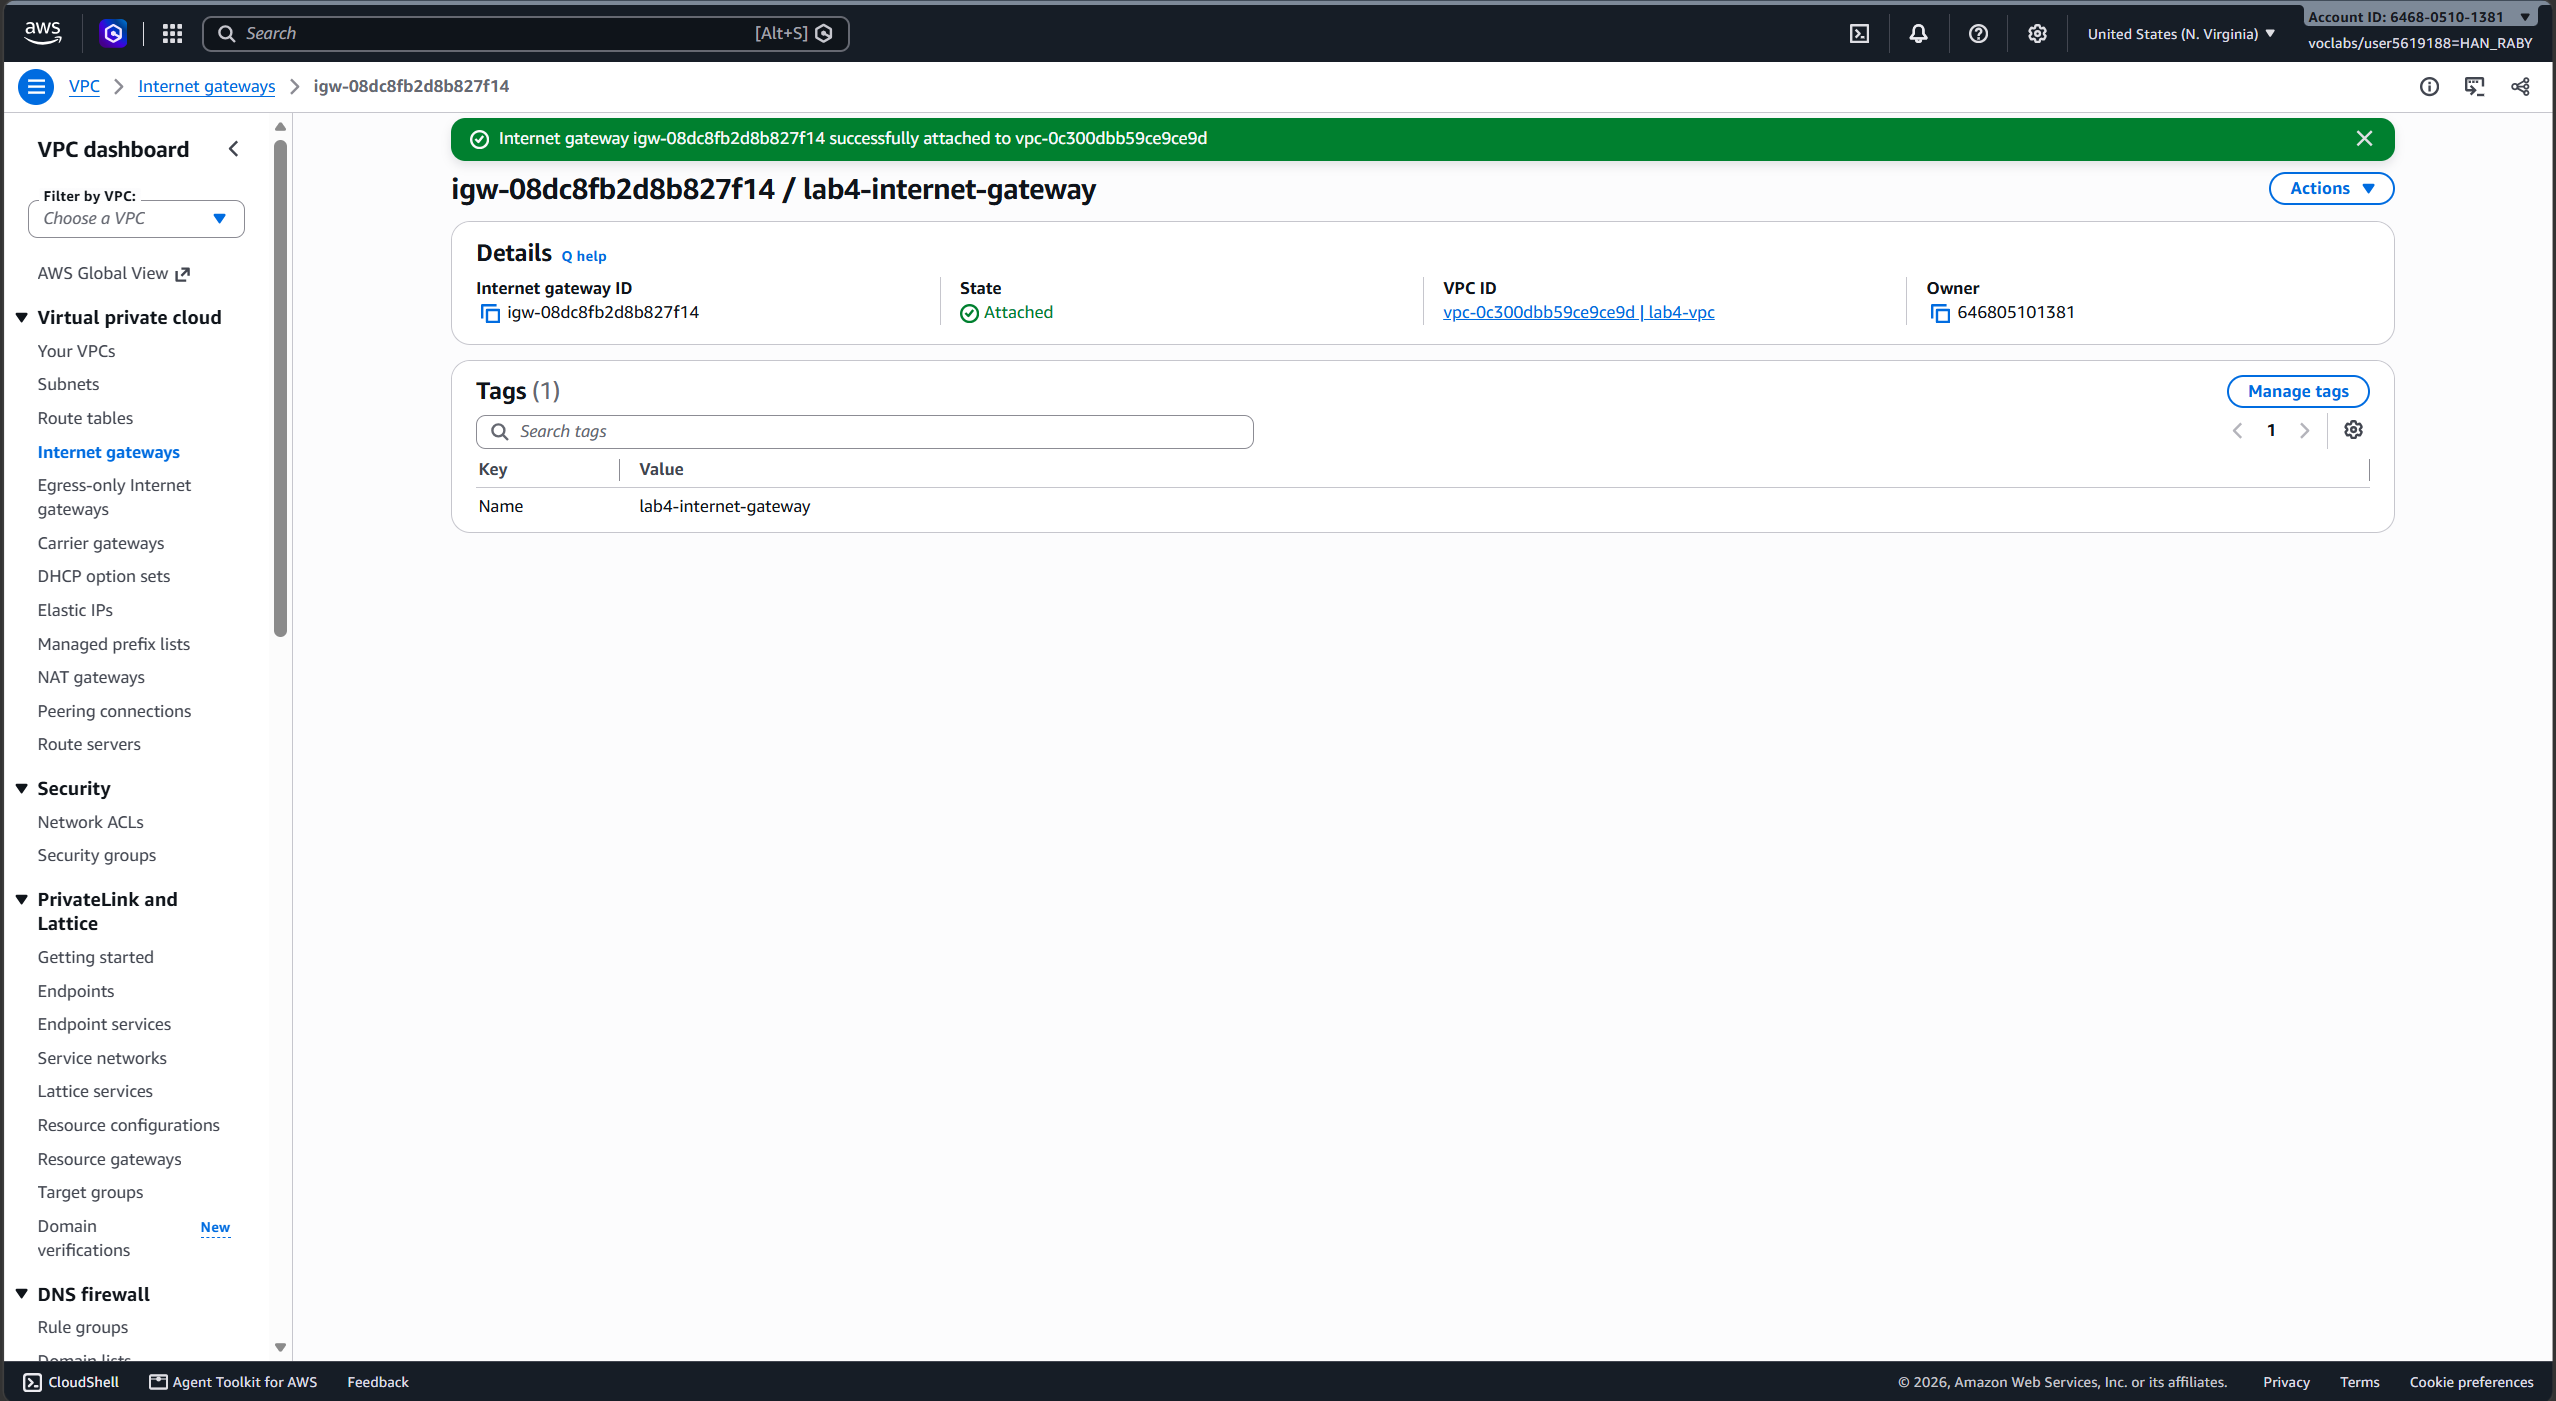 aws
Search [Alt+S]
United States (N. Virginia)
Account ID: 6468-0510-1381
voclabs/user5619188=HAN_RABY
VPC
Internet gateways
igw-08dc8fb2d8b827f14
VPC dashboard
Filter by VPC:
Choose a VPC
AWS Global View
Virtual private cloud
Your VPCs
Subnets
Route tables
Internet gateways
Egress-only Internet
gateways
Carrier gateways
DHCP option sets
Elastic IPs
Managed prefix lists
NAT gateways
Peering connections
Route servers
Security
Network ACLs
Security groups
PrivateLink and
Lattice
Getting started
Endpoints
Endpoint services
Service networks
Lattice services
Resource configurations
Resource gateways
Target groups
Domain New
verifications
DNS firewall
Rule groups
Domain lists
Internet gateway igw-08dc8fb2d8b827f14 successfully attached to vpc-0c300dbb59ce9ce9d
igw-08dc8fb2d8b827f14 / lab4-internet-gateway
Actions
Details Q help
Internet gateway ID
igw-08dc8fb2d8b827f14
State
Attached
VPC ID
vpc-0c300dbb59ce9ce9d | lab4-vpc
Owner
646805101381
Tags (1)
Manage tags
Search tags
1
Key Value
Name lab4-internet-gateway
CloudShell Agent Toolkit for AWS Feedback
© 2026, Amazon Web Services, Inc. or its affiliates. Privacy Terms Cookie preferences